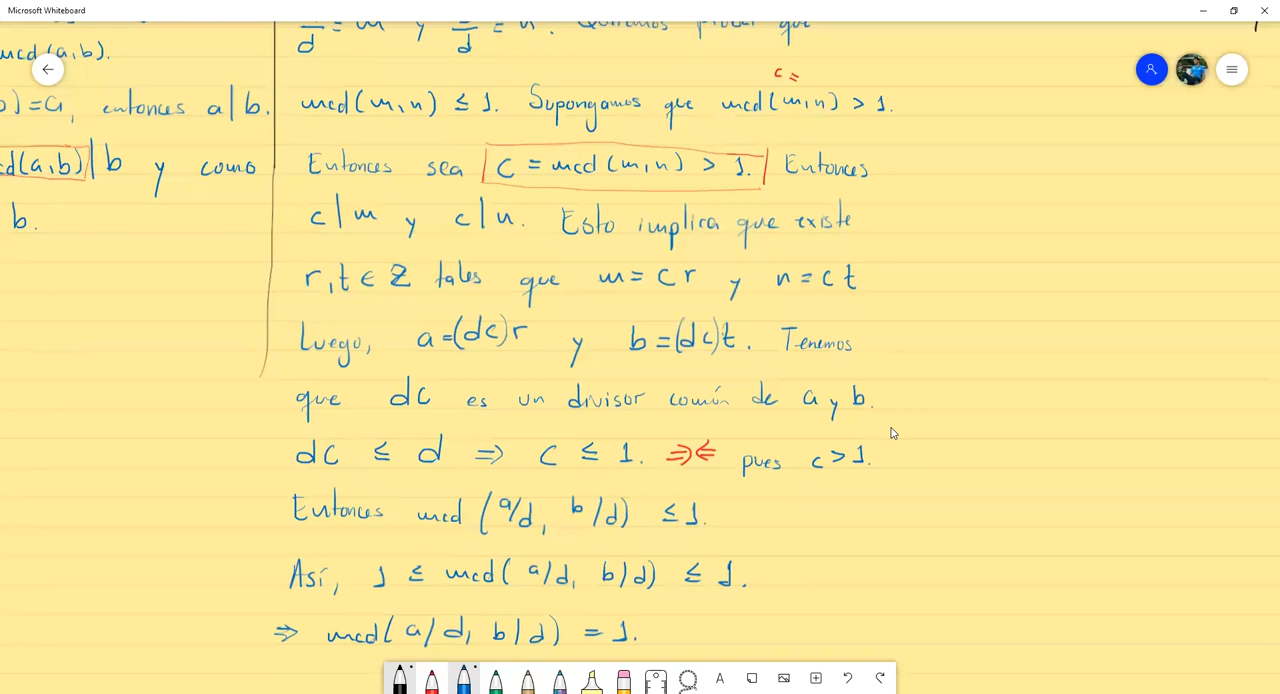 Microsoft Whiteboard
mcd(a,b).
)=a, entonces a|b.
d(a,b)|b y como
b.
d = m y d = n. Queremos probar que
c =
mcd(m,n) ≤ 1. Supongamos que mcd(m,n) > 1.
Entonces sea c = mcd(m,n) > 1. Entonces
c|m y c|n. Esto implica que existe
r,t ∈ Z tales que m = cr y n = ct
Luego, a=(dc)r y b=(dc)t. Tenemos
que dc es un divisor común de a y b.
dc ≤ d ⇒ c ≤ 1. ⇒⇐ pues c > 1.
Entonces mcd (a/d, b/d) ≤ 1.
Así, 1 ≤ mcd( a/d, b/d) ≤ 1.
⇒ mcd( a/d, b/d) = 1.